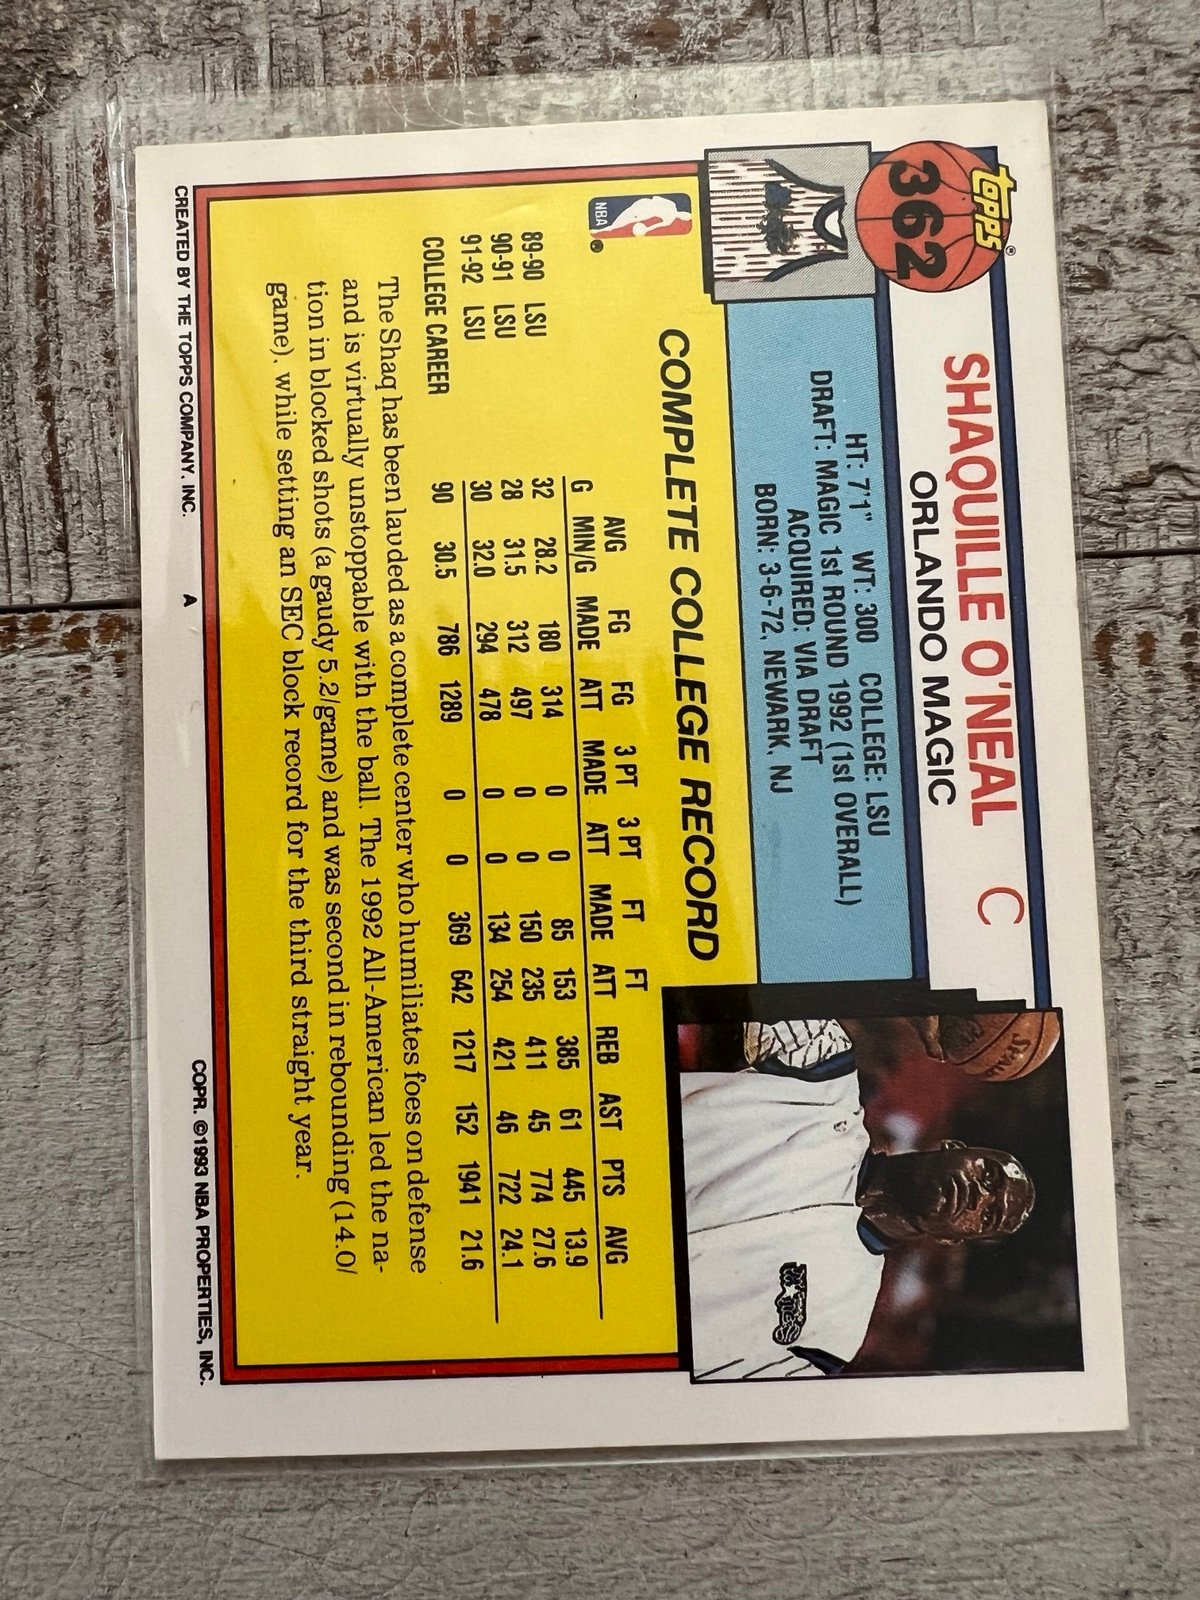 topps®
362
SHAQUILLE O'NEAL C
ORLANDO MAGIC
HT: 7'1" WT: 300 COLLEGE: LSU
DRAFT: MAGIC 1st ROUND 1992 (1st OVERALL)
ACQUIRED: VIA DRAFT
BORN: 3-6-72, NEWARK, NJ
NBA ®
COMPLETE COLLEGE RECORD
AVG FG FG 3 PT 3 PT FT FT
G MIN/G MADE ATT MADE ATT MADE ATT REB AST PTS AVG
89-90 LSU 32 28.2 180 314 0 0 85 153 385 61 445 13.9
90-91 LSU 28 31.5 312 497 0 0 150 235 411 45 774 27.6
91-92 LSU 30 32.0 294 478 0 0 134 254 421 46 722 24.1
COLLEGE CAREER 90 30.5 786 1289 0 0 369 642 1217 152 1941 21.6
The Shaq has been lauded as a complete center who humiliates foes on defense
and is virtually unstoppable with the ball. The 1992 All-American led the na-
tion in blocked shots (a gaudy 5.2/game) and was second in rebounding (14.0/
game), while setting an SEC block record for the third straight year.
CREATED BY THE TOPPS COMPANY, INC. A COPR. ©1993 NBA PROPERTIES, INC.